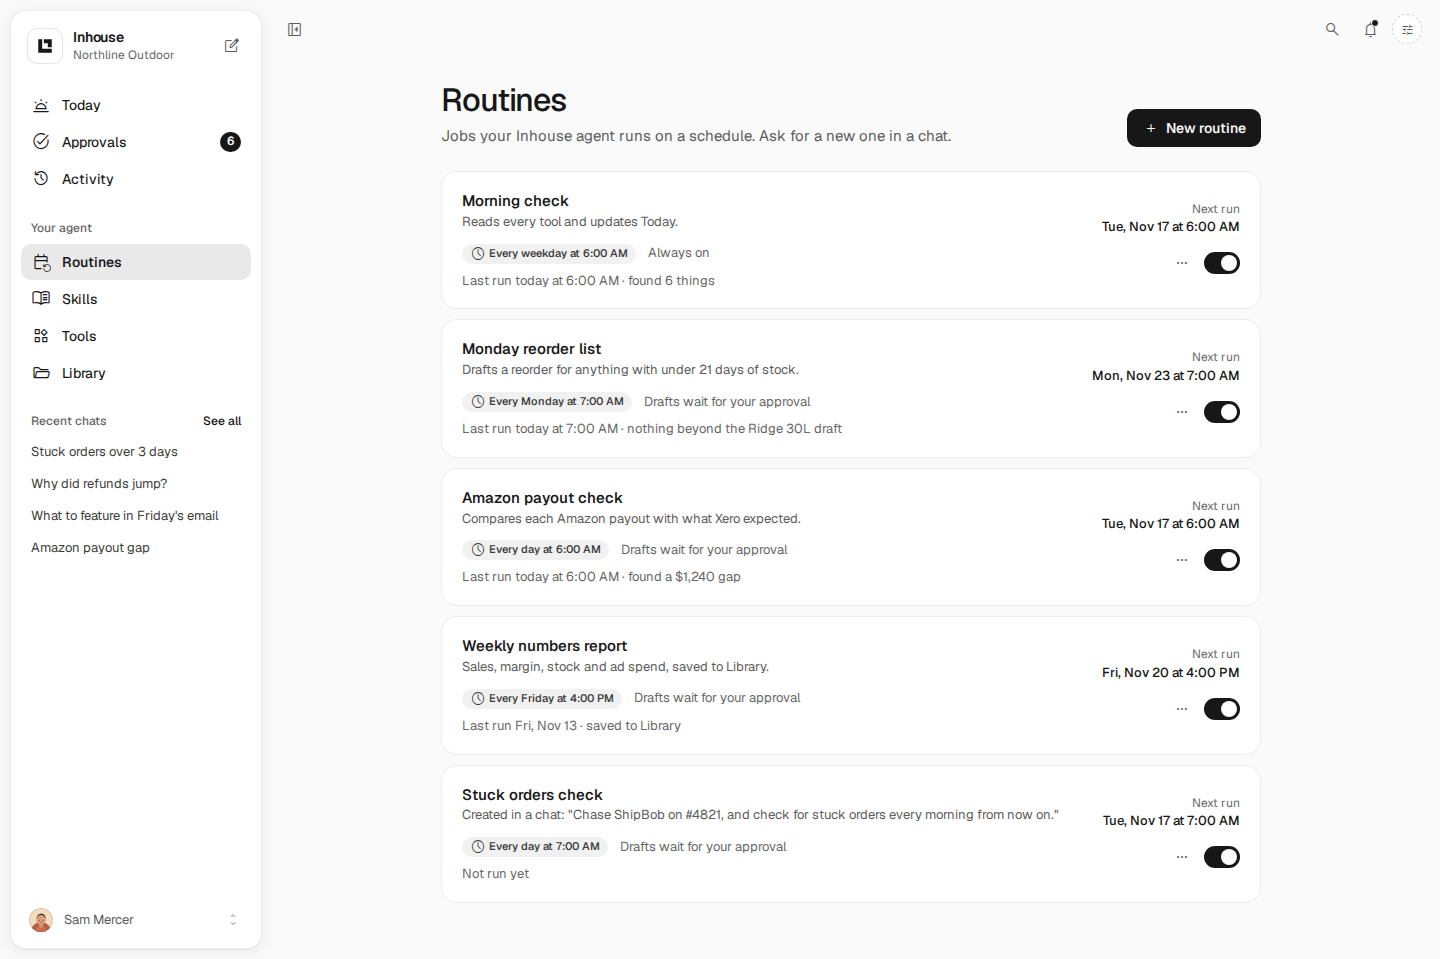 Inhouse
Northline Outdoor
Today
Approvals 6
Activity
Your agent
Routines
Skills
Tools
Library
Recent chats See all
Stuck orders over 3 days
Why did refunds jump?
What to feature in Friday's email
Amazon payout gap
Sam Mercer
Routines
Jobs your Inhouse agent runs on a schedule. Ask for a new one in a chat.
+ New routine
Morning check
Reads every tool and updates Today.
Every weekday at 6:00 AM Always on
Last run today at 6:00 AM · found 6 things
Next run
Tue, Nov 17 at 6:00 AM
Monday reorder list
Drafts a reorder for anything with under 21 days of stock.
Every Monday at 7:00 AM Drafts wait for your approval
Last run today at 7:00 AM · nothing beyond the Ridge 30L draft
Next run
Mon, Nov 23 at 7:00 AM
Amazon payout check
Compares each Amazon payout with what Xero expected.
Every day at 6:00 AM Drafts wait for your approval
Last run today at 6:00 AM · found a $1,240 gap
Next run
Tue, Nov 17 at 6:00 AM
Weekly numbers report
Sales, margin, stock and ad spend, saved to Library.
Every Friday at 4:00 PM Drafts wait for your approval
Last run Fri, Nov 13 · saved to Library
Next run
Fri, Nov 20 at 4:00 PM
Stuck orders check
Created in a chat: "Chase ShipBob on #4821, and check for stuck orders every morning from now on."
Every day at 7:00 AM Drafts wait for your approval
Not run yet
Next run
Tue, Nov 17 at 7:00 AM